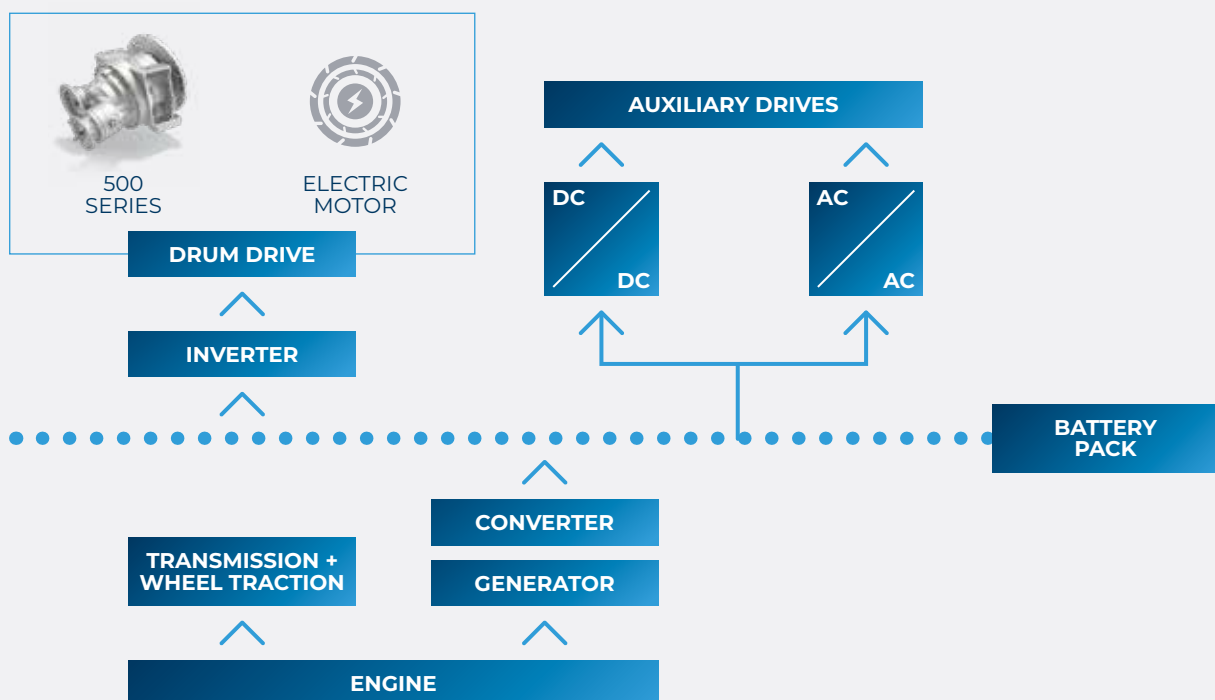 500
SERIES
ELECTRIC
MOTOR
DRUM DRIVE
INVERTER
AUXILIARY DRIVES
DC
DC
AC
AC
BATTERY
PACK
CONVERTER
GENERATOR
TRANSMISSION +
WHEEL TRACTION
ENGINE